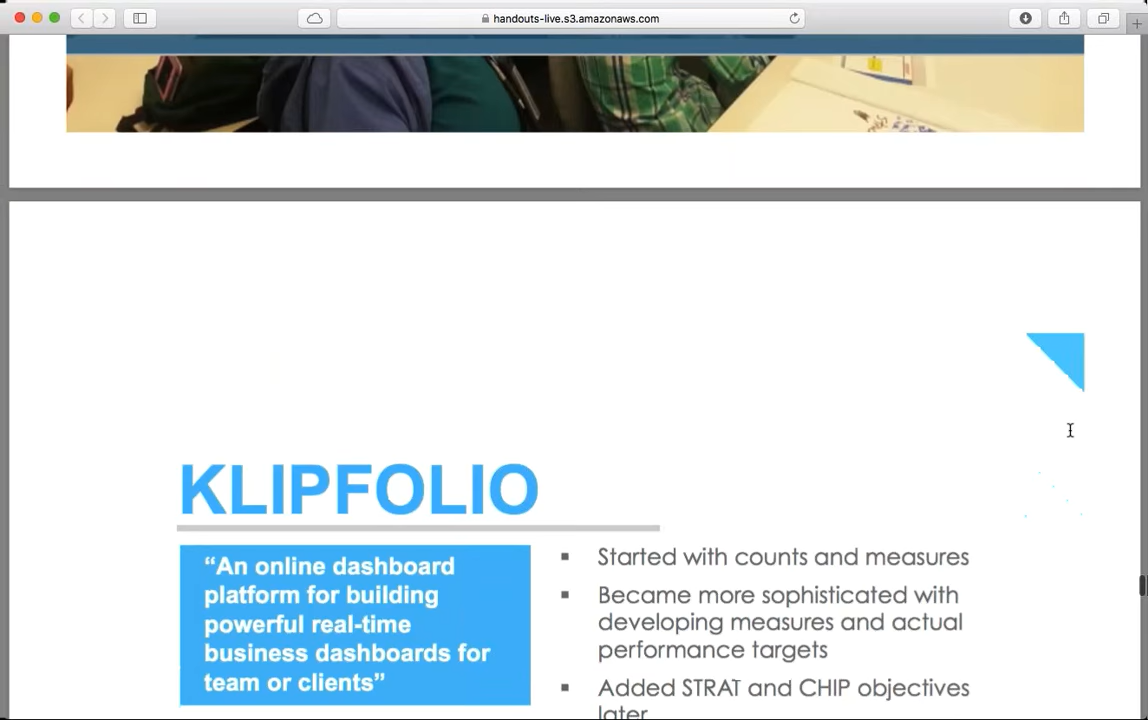 handouts-live.s3.amazonaws.com
KLIPFOLIO
“An online dashboard
platform for building
powerful real-time
business dashboards for
team or clients”
▪ Started with counts and measures
▪ Became more sophisticated with
developing measures and actual
performance targets
▪ Added STRAT and CHIP objectives
later